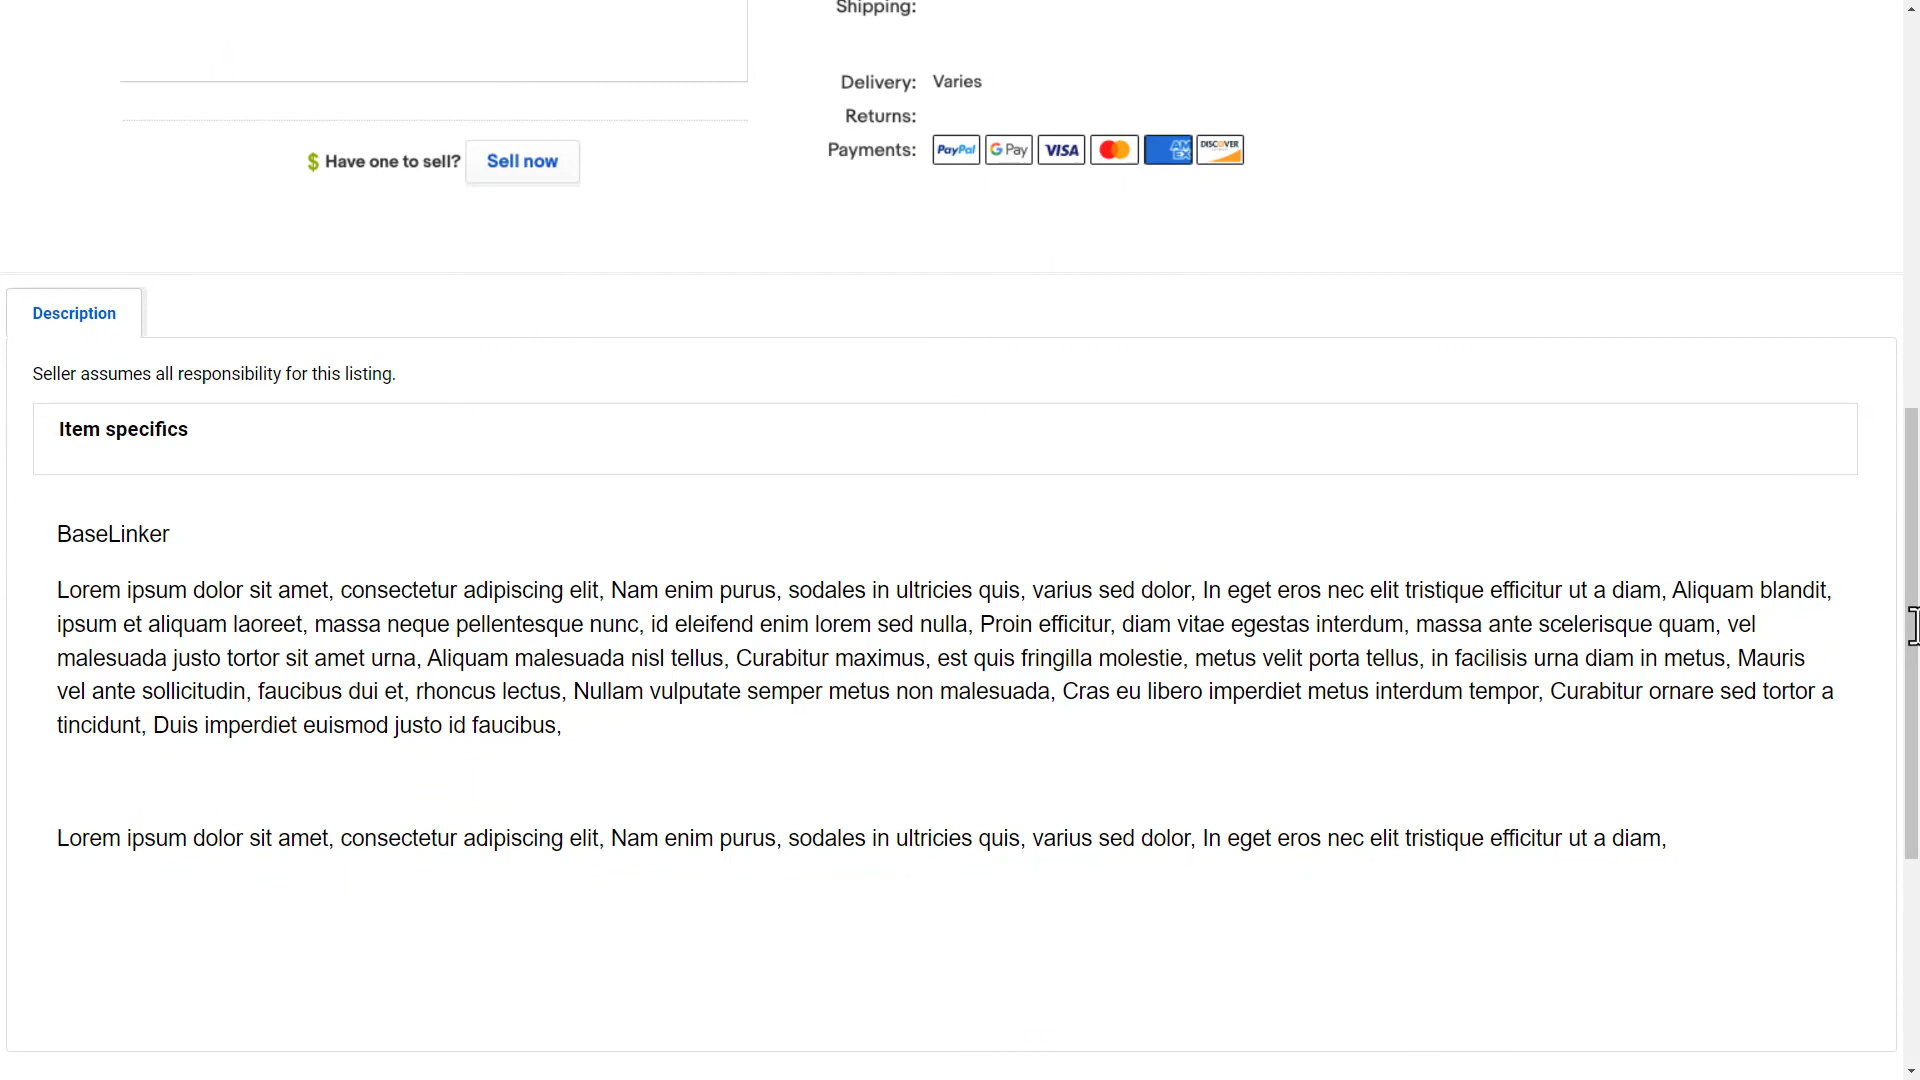 Shipping:
Delivery: Varies
Returns:
Payments: PayPal G Pay VISA AM EX DISCOVER
$ Have one to sell? Sell now
Description
Seller assumes all responsibility for this listing.
Item specifics
BaseLinker
Lorem ipsum dolor sit amet, consectetur adipiscing elit, Nam enim purus, sodales in ultricies quis, varius sed dolor, In eget eros nec elit tristique efficitur ut a diam, Aliquam blandit,
ipsum et aliquam laoreet, massa neque pellentesque nunc, id eleifend enim lorem sed nulla, Proin efficitur, diam vitae egestas interdum, massa ante scelerisque quam, vel
malesuada justo tortor sit amet urna, Aliquam malesuada nisl tellus, Curabitur maximus, est quis fringilla molestie, metus velit porta tellus, in facilisis urna diam in metus, Mauris
vel ante sollicitudin, faucibus dui et, rhoncus lectus, Nullam vulputate semper metus non malesuada, Cras eu libero imperdiet metus interdum tempor, Curabitur ornare sed tortor a
tincidunt, Duis imperdiet euismod justo id faucibus,
Lorem ipsum dolor sit amet, consectetur adipiscing elit, Nam enim purus, sodales in ultricies quis, varius sed dolor, In eget eros nec elit tristique efficitur ut a diam,